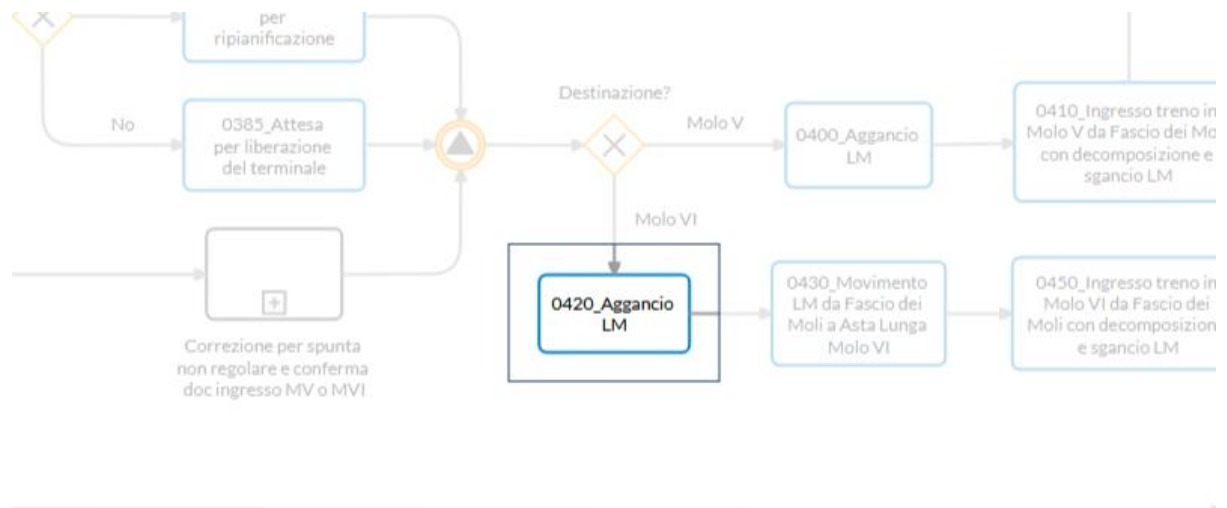 per
ripianificazione
Destinazione?
No
0385_Attesa
per liberazione
del terminale
Molo V
0400_Aggancio
LM
0410_Ingresso treno in
Molo V da Fascio dei Mo
con decomposizione e
sgancio LM
Molo VI
0420_Aggancio
LM
0430_Movimento
LM da Fascio dei
Moli a Asta Lunga
Molo VI
0450_Ingresso treno in
Molo VI da Fascio dei
Moli con decomposizion
e sgancio LM
Correzione per spunta
non regolare e conferma
doc ingresso MV o MVI